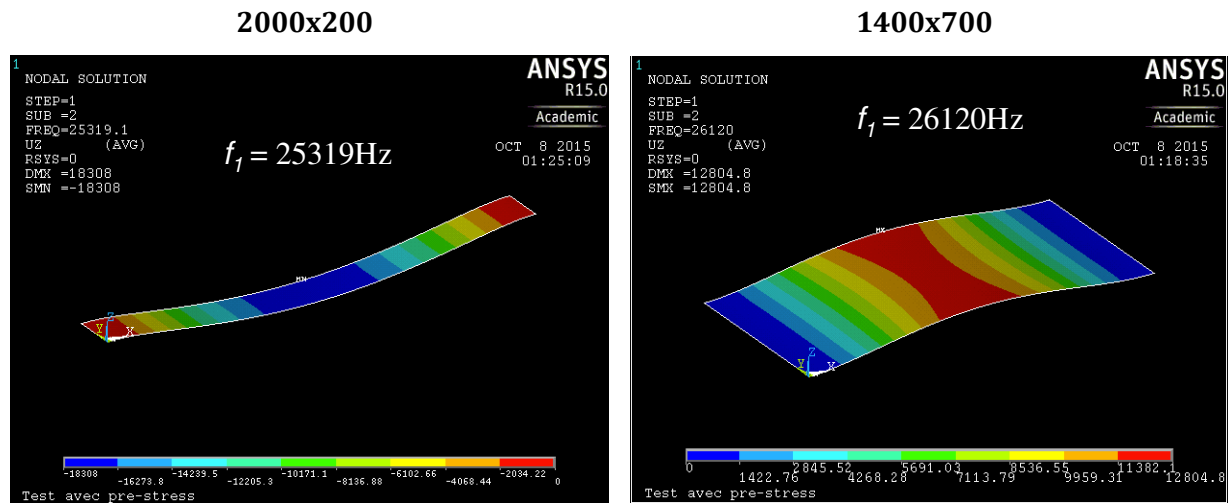 2000x200
1
NODAL SOLUTION
STEP=1
SUB =2
FREQ=25319.1
UZ (AVG)
RSYS=0
DMX =18308
SMN =-18308
ANSYS
R15.0
Academic
OCT 8 2015
01:25:09
f1 = 25319Hz
MN
Z
Y
X
-18308
-16273.8
-14239.5
-12205.3
-10171.1
-8136.88
-6102.66
-4068.44
-2034.22
0
Test avec pre-stress
1400x700
1
NODAL SOLUTION
STEP=1
SUB =2
FREQ=26120
UZ (AVG)
RSYS=0
DMX =12804.8
SMX =12804.8
ANSYS
R15.0
Academic
OCT 8 2015
01:18:35
f1 = 26120Hz
MX
Z
Y
X
0
1422.76
2845.52
4268.28
5691.03
7113.79
8536.55
9959.31
11382.1
12804.8
Test avec pre-stress